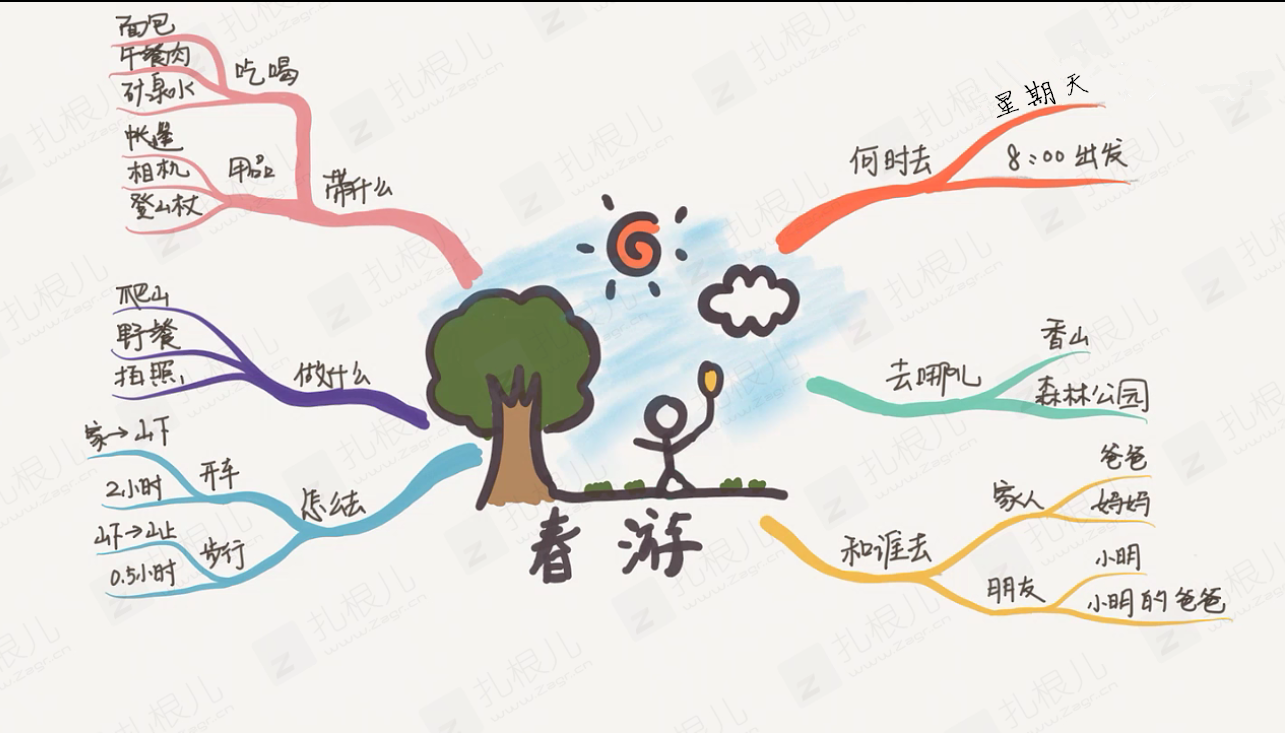 面包
午餐肉
矿泉水
吃喝
帐篷
相机
登山杖
用品
带什么
星期天
8:00出发
何时去
爬山
野餐
拍照
做什么
香山
森林公园
去哪儿
家→山下
2小时
开车
山下→山上
0.5小时
步行
怎么去
爸爸
妈妈
家人
小明
小明的爸爸
朋友
和谁去
春游
扎根儿
www.zagr.cn